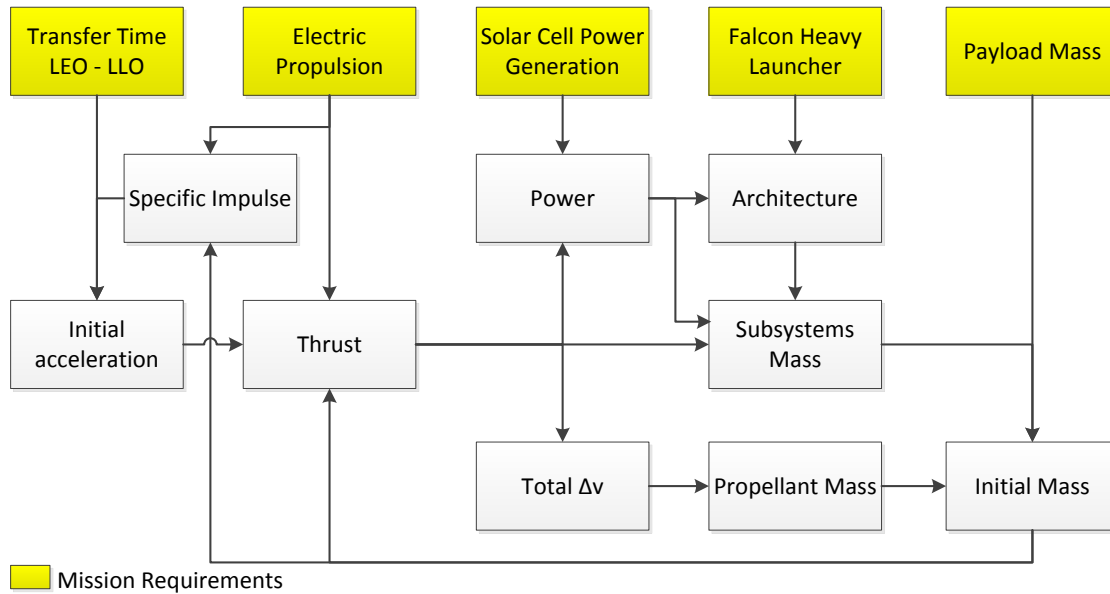 Transfer Time
LEO - LLO
Electric
Propulsion
Solar Cell Power
Generation
Falcon Heavy
Launcher
Payload Mass
Specific Impulse
Power
Architecture
Initial
acceleration
Thrust
Subsystems
Mass
Total Δv
Propellant Mass
Initial Mass
Mission Requirements